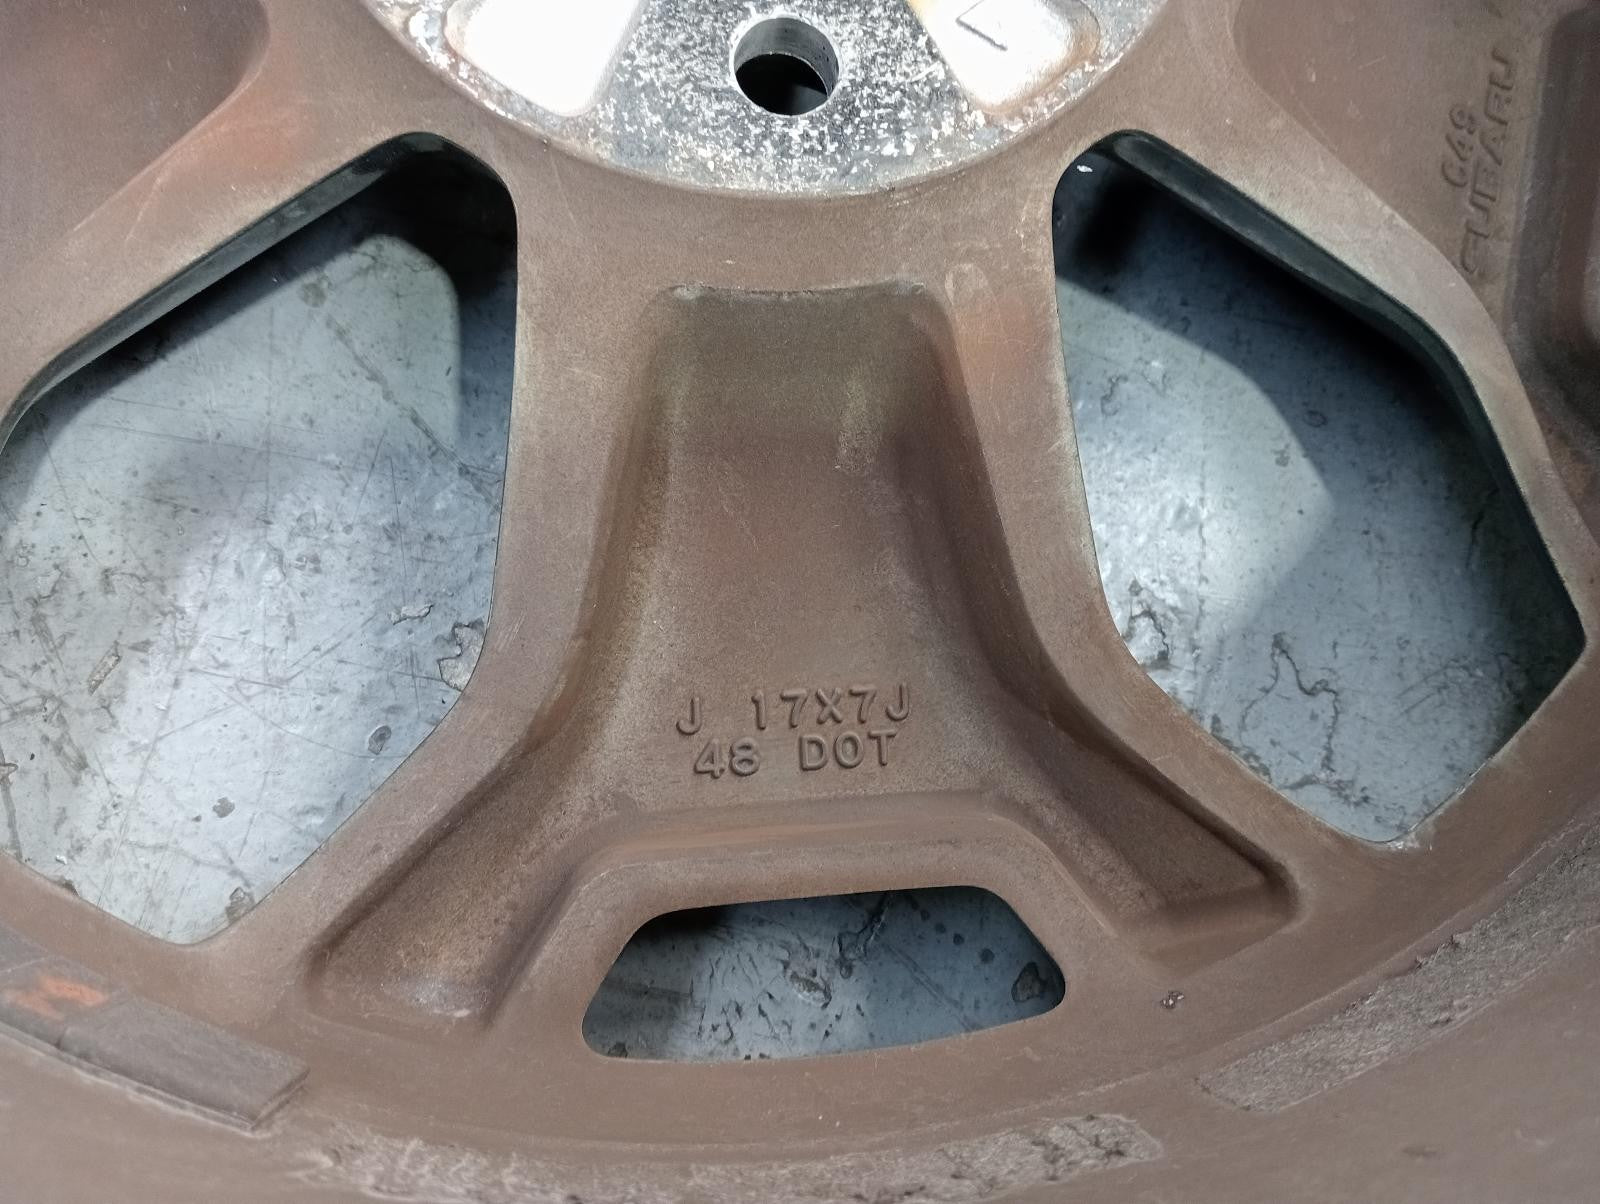 J 17X7J
48 DOT
C49
SUBARU